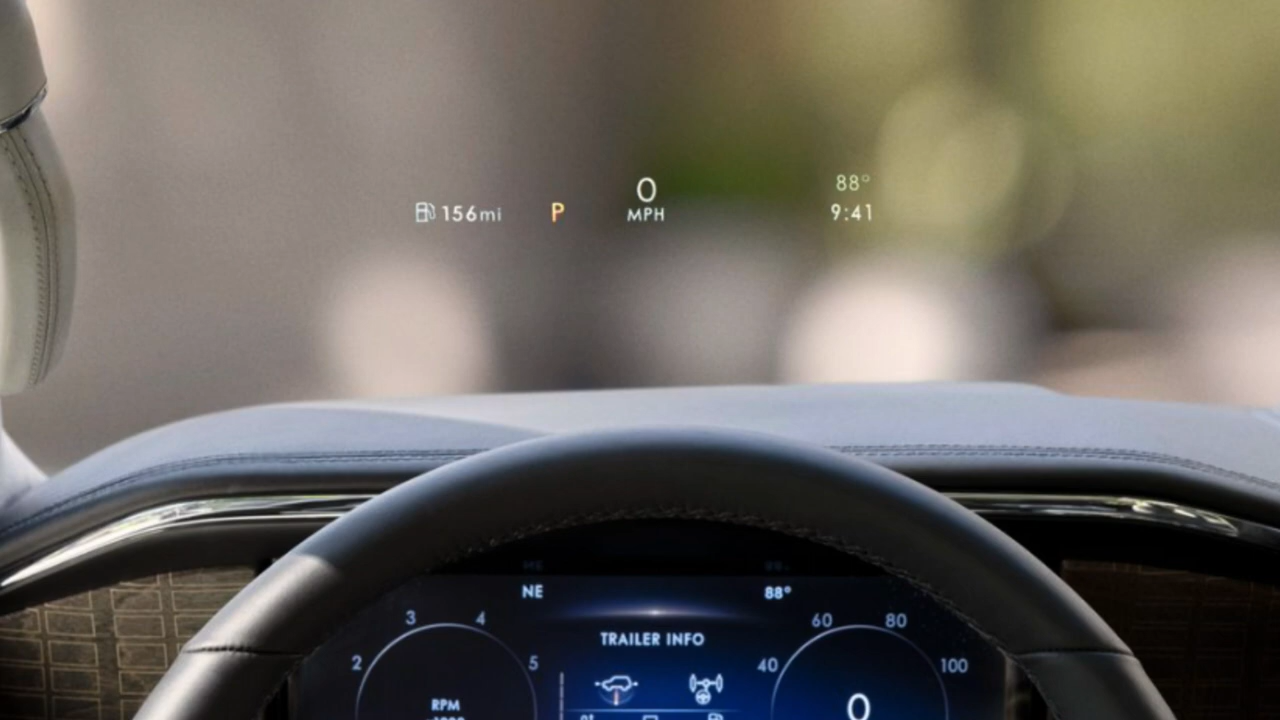 88°
0
156mi P MPH 9:41
NE 88°
TRAILER INFO
3 4 60 80
2 5 40 100
RPM
0